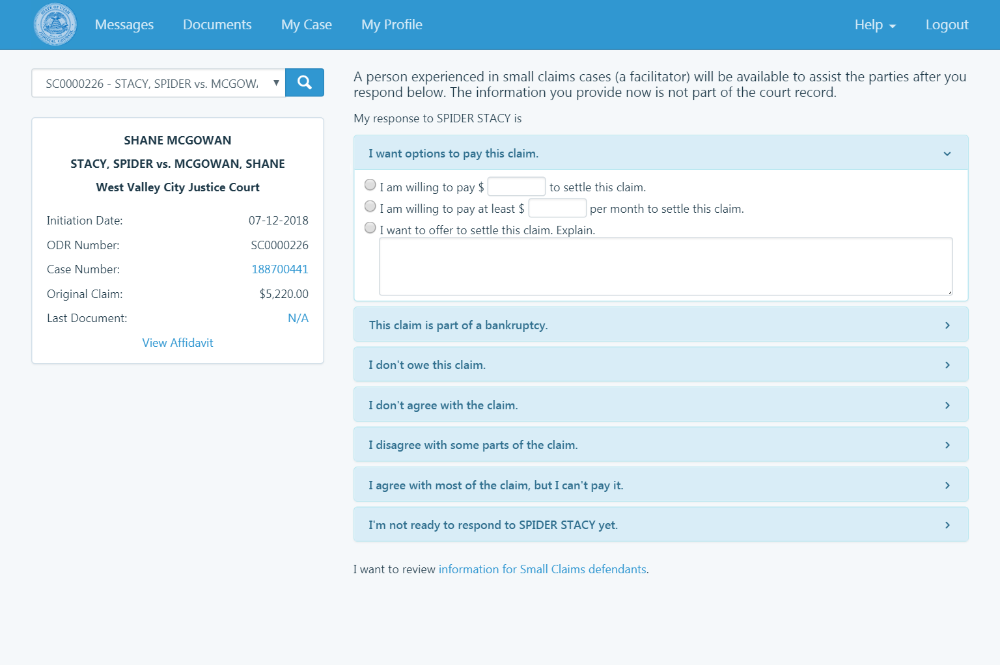 STATE OF UTAH
JUDICIAL COUNCIL
Messages
Documents
My Case
My Profile
Help
Logout
SC0000226 - STACY, SPIDER vs. MCGOW
SHANE MCGOWAN
STACY, SPIDER vs. MCGOWAN, SHANE
West Valley City Justice Court
Initiation Date: 07-12-2018
ODR Number: SC0000226
Case Number: 188700441
Original Claim: $5,220.00
Last Document: N/A
View Affidavit
A person experienced in small claims cases (a facilitator) will be available to assist the parties after you
respond below. The information you provide now is not part of the court record.
My response to SPIDER STACY is
I want options to pay this claim.
I am willing to pay $ to settle this claim.
I am willing to pay at least $ per month to settle this claim.
I want to offer to settle this claim. Explain.
This claim is part of a bankruptcy.
I don't owe this claim.
I don't agree with the claim.
I disagree with some parts of the claim.
I agree with most of the claim, but I can't pay it.
I'm not ready to respond to SPIDER STACY yet.
I want to review information for Small Claims defendants.